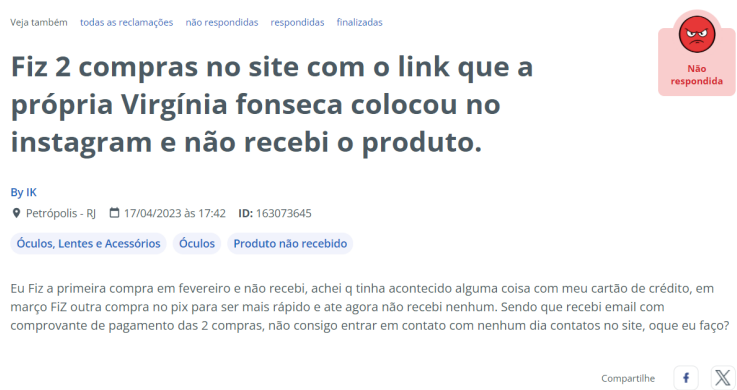 Veja também todas as reclamações não respondidas respondidas finalizadas
Não
respondida
Fiz 2 compras no site com o link que a
própria Virgínia fonseca colocou no
instagram e não recebi o produto.
By IK
Petrópolis - RJ 17/04/2023 às 17:42 ID: 163073645
Óculos, Lentes e Acessórios Óculos Produto não recebido
Eu Fiz a primeira compra em fevereiro e não recebi, achei q tinha acontecido alguma coisa com meu cartão de crédito, em
março FiZ outra compra no pix para ser mais rápido e ate agora não recebi nenhum. Sendo que recebi email com
comprovante de pagamento das 2 compras, não consigo entrar em contato com nenhum dia contatos no site, oque eu faço?
Compartilhe